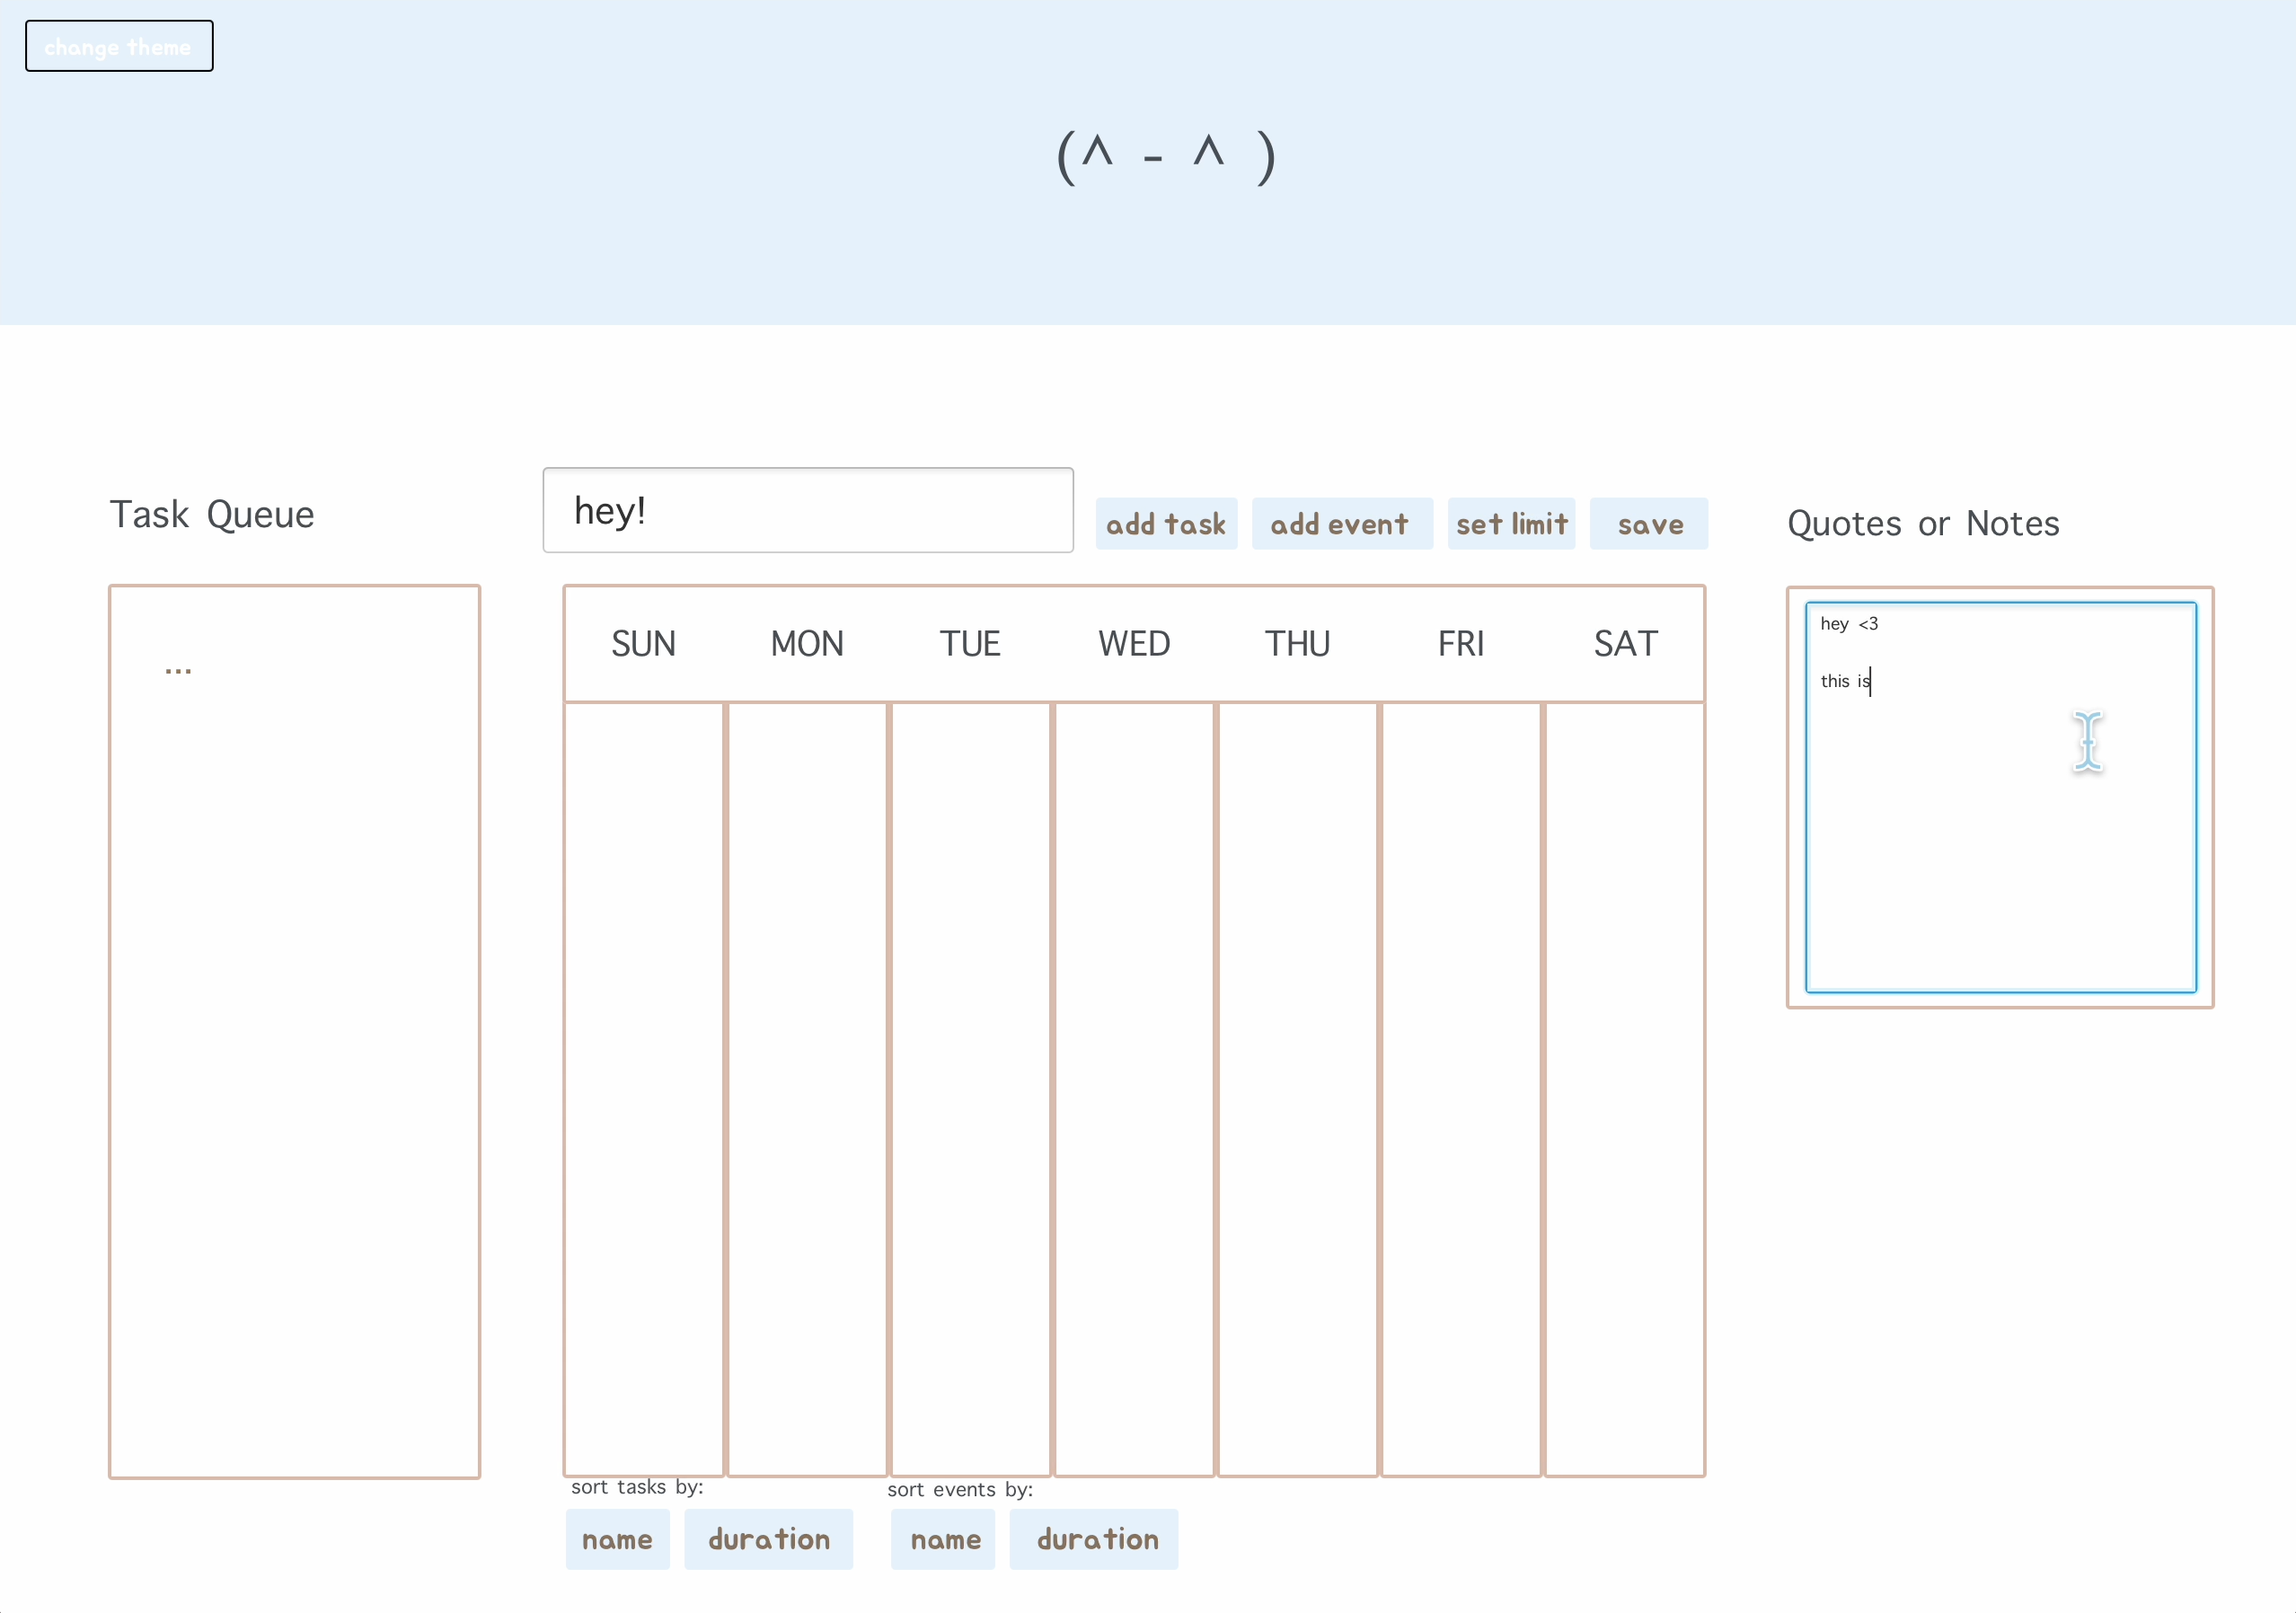 change theme
(^ - ^ )
Task Queue
hey!
add task
add event
set limit
save
Quotes or Notes
...
SUN MON TUE WED THU FRI SAT
hey <3
this is
sort tasks by:
name
duration
sort events by:
name
duration